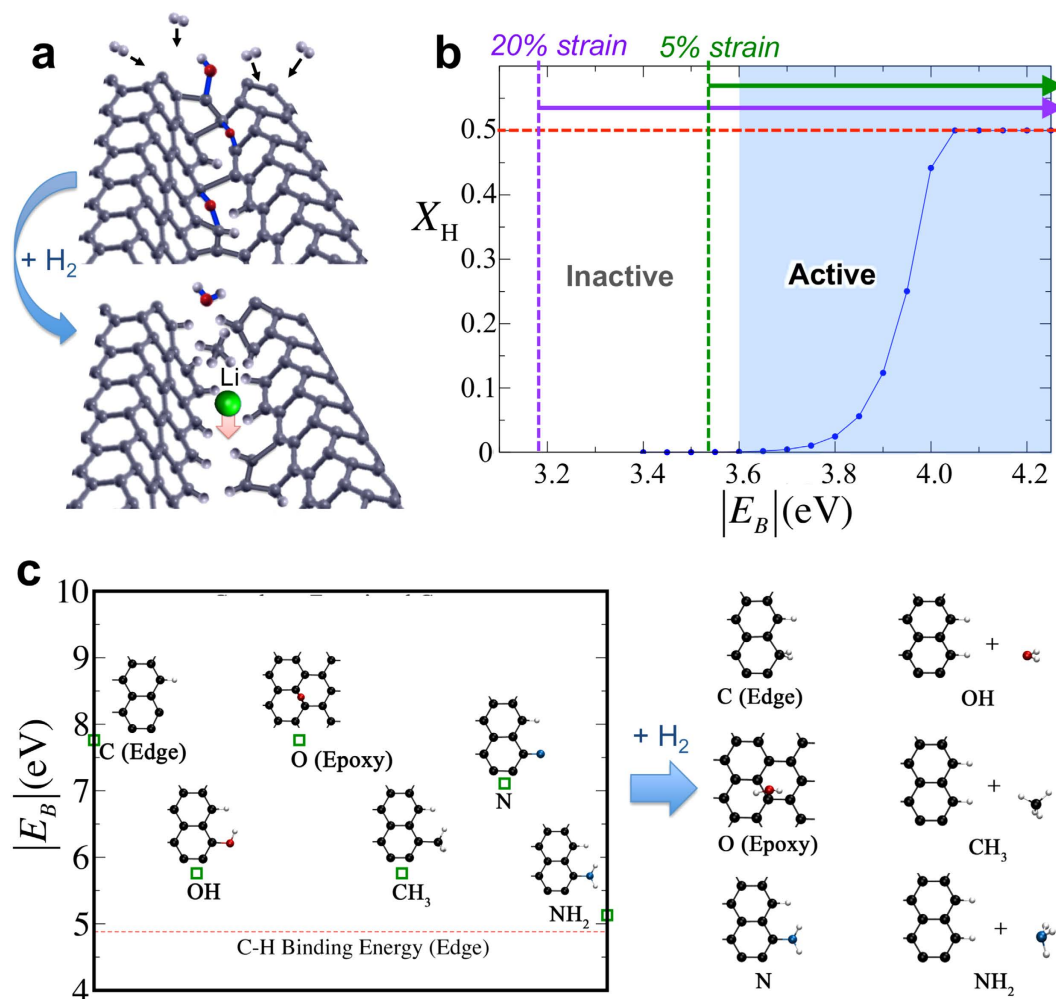 a
+ H2
Li
b
20% strain
5% strain
0.5
0.4
XH
0.3
0.2
0.1
0
Inactive
Active
3.2 3.4 3.6 3.8 4.0 4.2
|EB|(eV)
c
10
9
8
7
6
5
4
|EB|(eV)
C (Edge)
O (Epoxy)
N
OH
CH3
NH2
C-H Binding Energy (Edge)
+ H2
+
C (Edge)
OH
+
O (Epoxy)
CH3
+
N
NH2